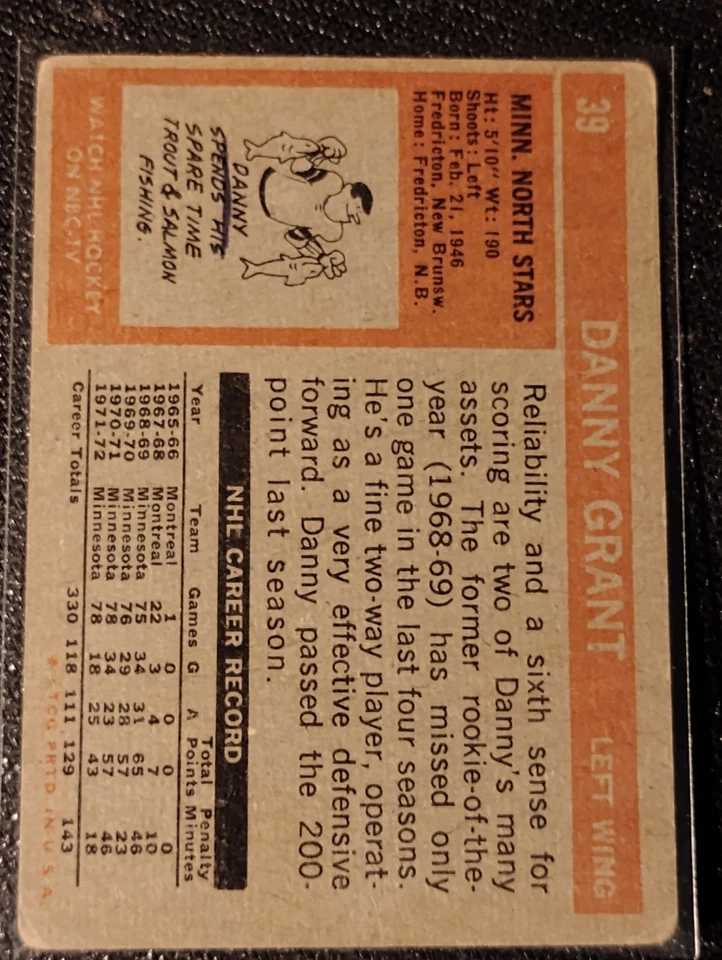 39 DANNY GRANT LEFT WING
MINN. NORTH STARS
Ht: 5'10" Wt: 190
Shoots: Left
Born: Feb. 21, 1946
Fredricton, New Brunsw.
Home: Fredricton, N.B.
DANNY
SPENDS HIS
SPARE TIME
TROUT & SALMON
FISHING.
WATCH NHL HOCKEY
ON NBC-TV
Reliability and a sixth sense for
scoring are two of Danny's many
assets. The former rookie-of-the-
year (1968-69) has missed only
one game in the last four seasons.
He's a fine two-way player, operat-
ing as a very effective defensive
forward. Danny passed the 200-
point last season.
NHL CAREER RECORD
Year Team Games G A Total Points Penalty Minutes
1965-66 Montreal 1 0 0 0 0
1967-68 Montreal 22 3 4 7 10
1968-69 Minnesota 75 34 31 65 46
1969-70 Minnesota 76 29 28 57 23
1970-71 Minnesota 78 34 23 57 46
1971-72 Minnesota 78 18 25 43 18
Career Totals 330 118 111 129 143
TCG PRTD IN U.S.A.